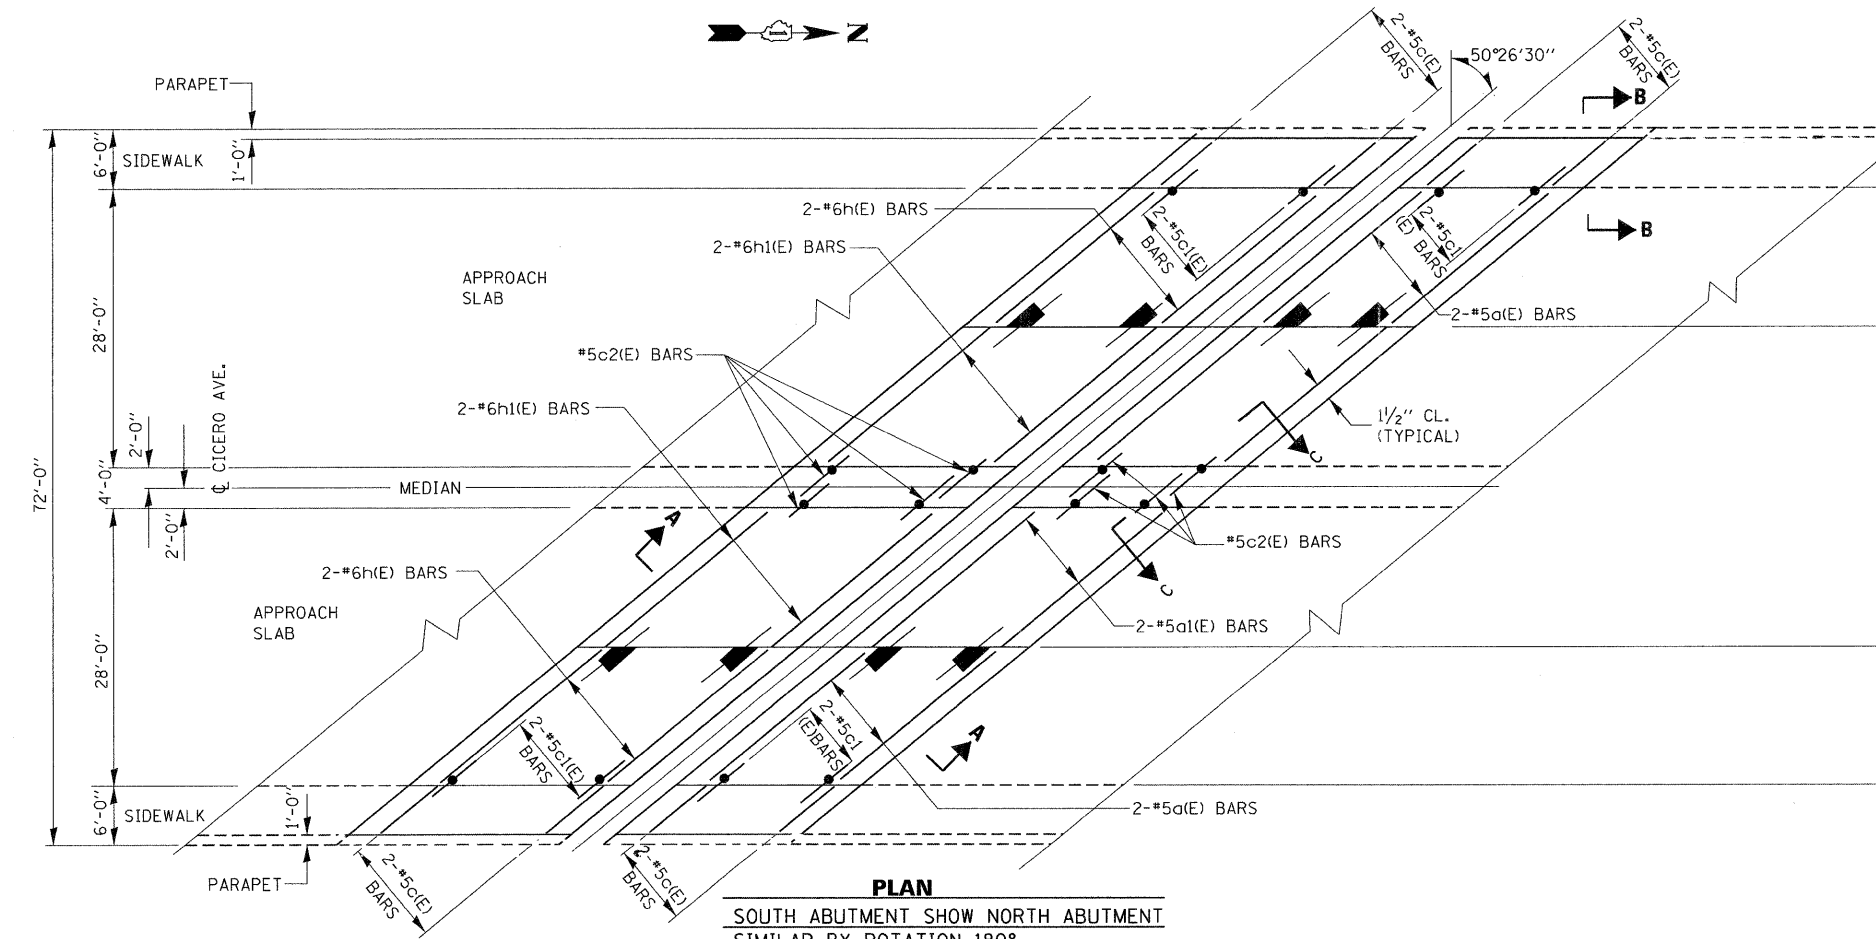 N
PARAPET
6'-0"
SIDEWALK
1'-0"
2-#5c(E)
BARS
50°26'30"
2-#5c(E)
BARS
B
B
2-#6h(E) BARS
2-#5c1(E)
BARS
2-#5c1
(E) BARS
2-#6h1(E) BARS
APPROACH
SLAB
28'-0"
2-#5a(E) BARS
#5c2(E) BARS
2-#6h1(E) BARS
1½" CL.
(TYPICAL)
C
72'-0"
2'-0"
4'-0"
2'-0"
℄ CICERO AVE.
MEDIAN
A
#5c2(E) BARS
C
2-#6h(E) BARS
APPROACH
SLAB
2-#5a1(E) BARS
28'-0"
2-#5c1(E)
BARS
2-#5c1
(E)BARS
A
2-#5a(E) BARS
6'-0"
SIDEWALK
1'-0"
PARAPET
2-#5c(E)
BARS
2-#5c(E)
BARS
PLAN
SOUTH ABUTMENT SHOW NORTH ABUTMENT
SIMILAR BY ROTATION 180°